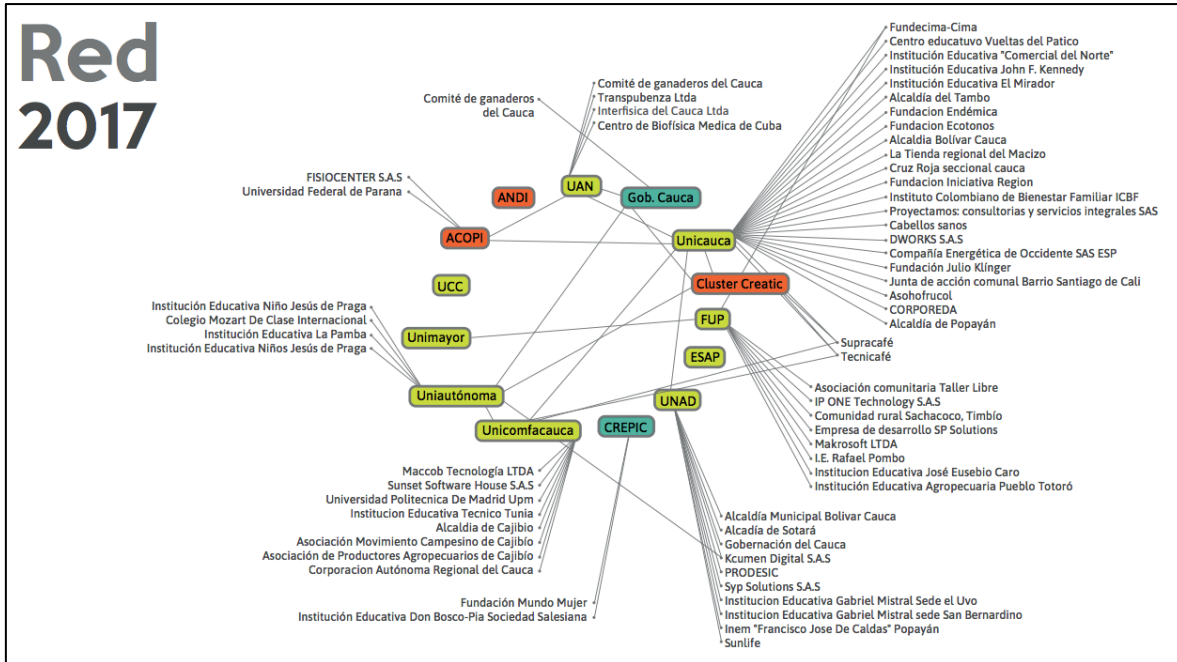 Red
2017
Comité de ganaderos
del Cauca
Comité de ganaderos del Cauca
Transpubenza Ltda
Interfisica del Cauca Ltda
Centro de Biofísica Medica de Cuba
Fundecima-Cima
Centro educatuvo Vueltas del Patico
Institución Educativa "Comercial del Norte"
Institución Educativa John F. Kennedy
Institución Educativa El Mirador
Alcaldía del Tambo
Fundacion Endémica
Fundacion Ecotonos
Alcaldia Bolívar Cauca
La Tienda regional del Macizo
Cruz Roja seccional cauca
Fundacion Iniciativa Region
Instituto Colombiano de Bienestar Familiar ICBF
Proyectamos: consultorias y servicios integrales SAS
Cabellos sanos
DWORKS S.A.S
Compañía Energética de Occidente SAS ESP
Fundación Julio Klínger
Junta de acción comunal Barrio Santiago de Cali
Asohofrucol
CORPOREDA
Alcaldía de Popayán
FISIOCENTER S.A.S
Universidad Federal de Parana
ANDI
UAN
Gob. Cauca
ACOPI
Unicauca
UCC
Cluster Creatic
Unimayor
FUP
ESAP
Uniautónoma
UNAD
Unicomfacauca
CREPIC
Supracafé
Tecnicafé
Institución Educativa Niño Jesús de Praga
Colegio Mozart De Clase Internacional
Institución Educativa La Pamba
Institución Educativa Niños Jesús de Praga
Asociación comunitaria Taller Libre
IP ONE Technology S.A.S
Comunidad rural Sachacoco, Timbío
Empresa de desarrollo SP Solutions
Makrosoft LTDA
I.E. Rafael Pombo
Institucion Educativa José Eusebio Caro
Institución Educativa Agropecuaria Pueblo Totoró
Maccob Tecnología LTDA
Sunset Software House S.A.S
Universidad Politecnica De Madrid Upm
Institucion Educativa Tecnico Tunia
Alcaldia de Cajibio
Asociación Movimiento Campesino de Cajibío
Asociación de Productores Agropecuarios de Cajibío
Corporacion Autónoma Regional del Cauca
Fundación Mundo Mujer
Institución Educativa Don Bosco-Pia Sociedad Salesiana
Alcaldía Municipal Bolivar Cauca
Alcadía de Sotará
Gobernación del Cauca
Kcumen Digital S.A.S
PRODESIC
Syp Solutions S.A.S
Institucion Educativa Gabriel Mistral Sede el Uvo
Institucion Educativa Gabriel Mistral sede San Bernardino
Inem "Francisco Jose De Caldas" Popayán
Sunlife